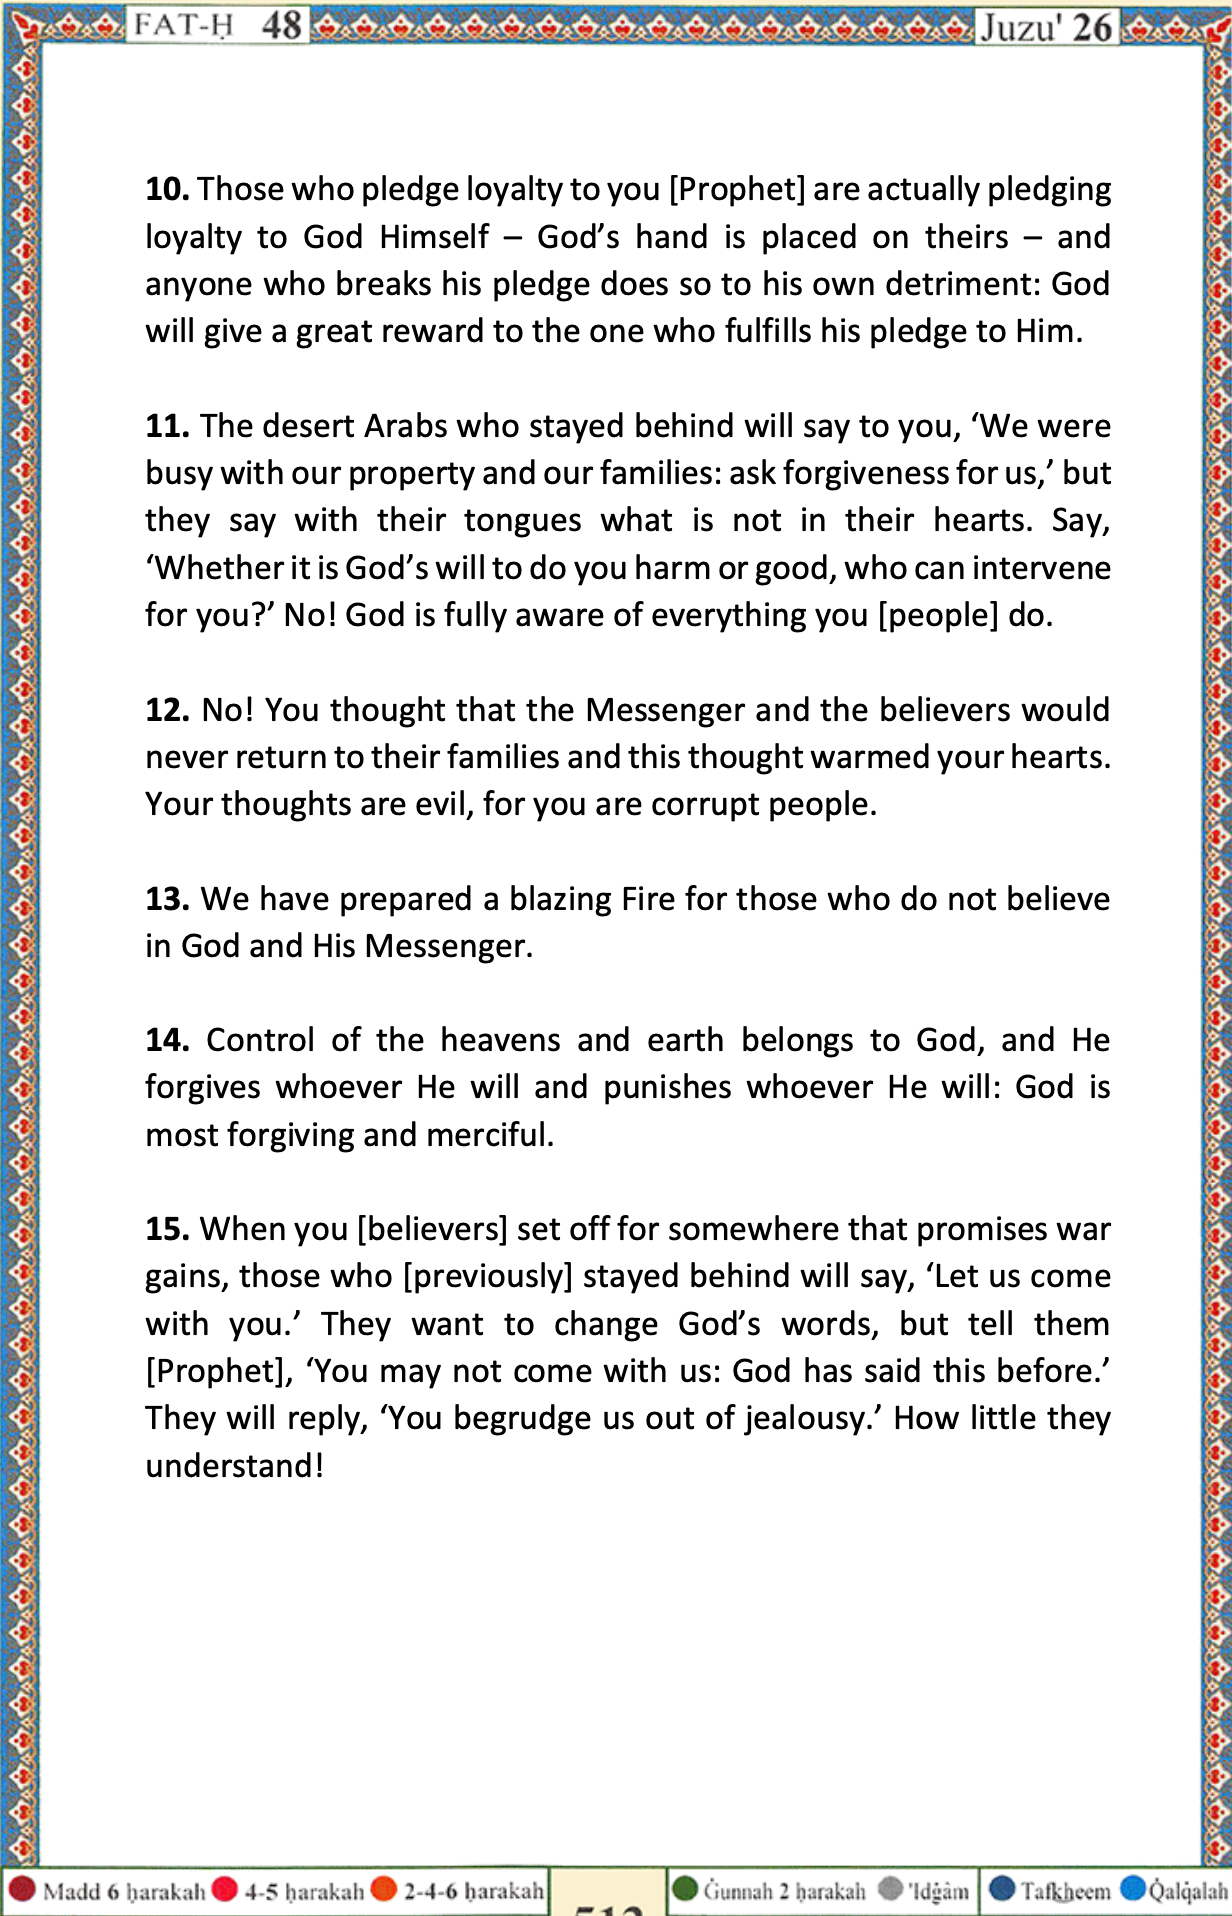 FAT-Ḥ 48 Juzu' 26
10. Those who pledge loyalty to you [Prophet] are actually pledging
loyalty to God Himself – God’s hand is placed on theirs – and
anyone who breaks his pledge does so to his own detriment: God
will give a great reward to the one who fulfills his pledge to Him.
11. The desert Arabs who stayed behind will say to you, ‘We were
busy with our property and our families: ask forgiveness for us,’ but
they say with their tongues what is not in their hearts. Say,
‘Whether it is God’s will to do you harm or good, who can intervene
for you?’ No! God is fully aware of everything you [people] do.
12. No! You thought that the Messenger and the believers would
never return to their families and this thought warmed your hearts.
Your thoughts are evil, for you are corrupt people.
13. We have prepared a blazing Fire for those who do not believe
in God and His Messenger.
14. Control of the heavens and earth belongs to God, and He
forgives whoever He will and punishes whoever He will: God is
most forgiving and merciful.
15. When you [believers] set off for somewhere that promises war
gains, those who [previously] stayed behind will say, ‘Let us come
with you.’ They want to change God’s words, but tell them
[Prophet], ‘You may not come with us: God has said this before.’
They will reply, ‘You begrudge us out of jealousy.’ How little they
understand!
Madd 6 ḥarakah 4-5 ḥarakah 2-4-6 ḥarakah 512 Ġunnah 2 ḥarakah 'Idġām Tafkheem Q̇alq̇alah